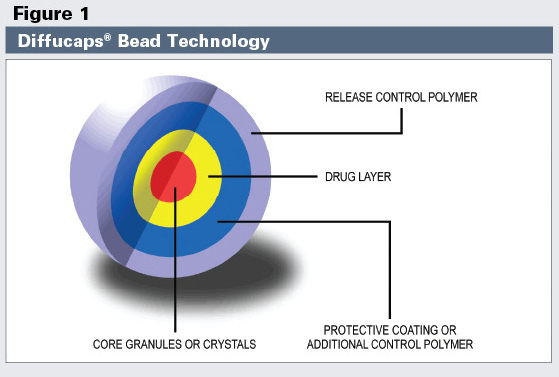 Figure 1
Diffucaps® Bead Technology
RELEASE CONTROL POLYMER
DRUG LAYER
PROTECTIVE COATING OR
ADDITIONAL CONTROL POLYMER
CORE GRANULES OR CRYSTALS